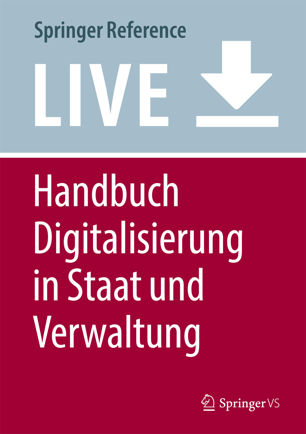 Springer Reference
LIVE
Handbuch
Digitalisierung
in Staat und
Verwaltung
Springer VS